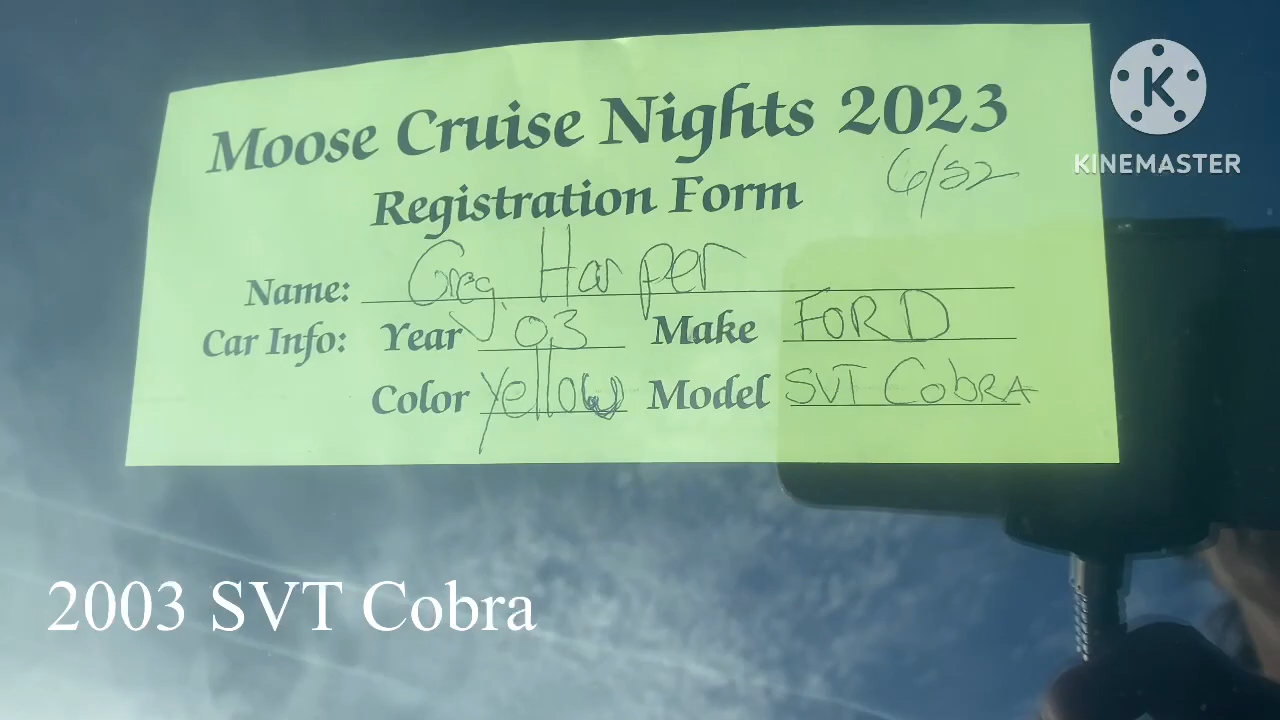 Moose Cruise Nights 2023
Registration Form 6/22
Name: Greg Harper
Car Info: Year 03 Make FORD
Color Yellow Model SVT CobRA
K
KINEMASTER
2003 SVT Cobra